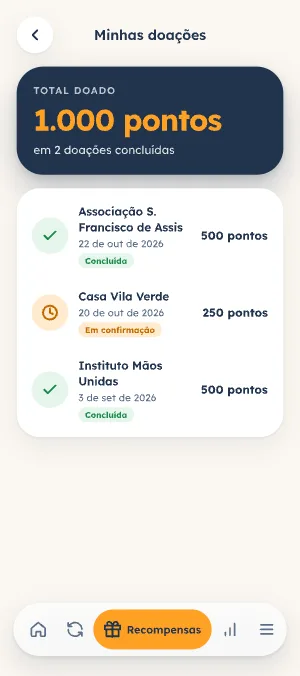 Minhas doações
TOTAL DOADO
1.000 pontos
em 2 doações concluídas
Associação S.
Francisco de Assis
22 de out de 2026
Concluída
500 pontos
Casa Vila Verde
20 de out de 2026
Em confirmação
250 pontos
Instituto Mãos
Unidas
3 de set de 2026
Concluída
500 pontos
Recompensas